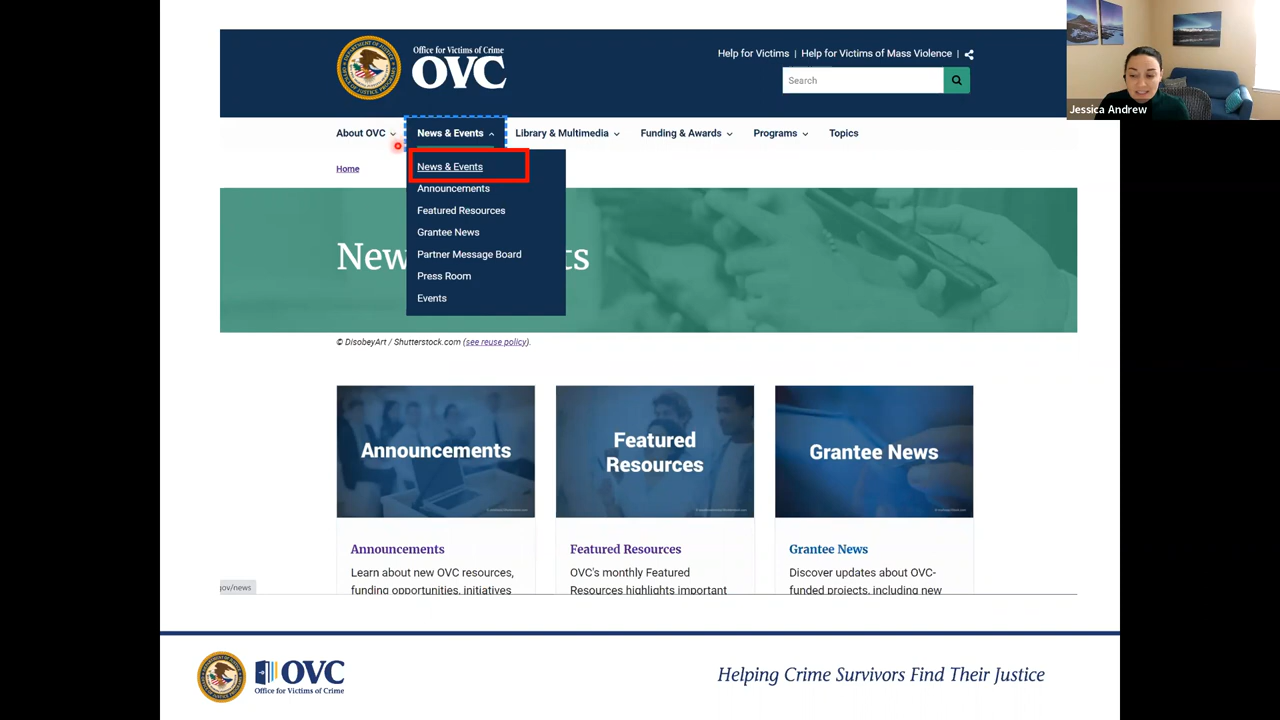 Office for Victims of Crime
OVC
Help for Victims | Help for Victims of Mass Violence |
Search
Jessica Andrew
About OVC
News & Events
Library & Multimedia
Funding & Awards
Programs
Topics
Home
News & Events
Announcements
Featured Resources
Grantee News
Partner Message Board
Press Room
Events
New
ts
© DisobeyArt / Shutterstock.com (see reuse policy).
Announcements
Featured
Resources
Grantee News
Announcements
Learn about new OVC resources,
funding opportunities, initiatives
Featured Resources
OVC's monthly Featured
Resources highlights important
Grantee News
Discover updates about OVC-
funded projects, including new
gov/news
OVC
Office for Victims of Crime
Helping Crime Survivors Find Their Justice